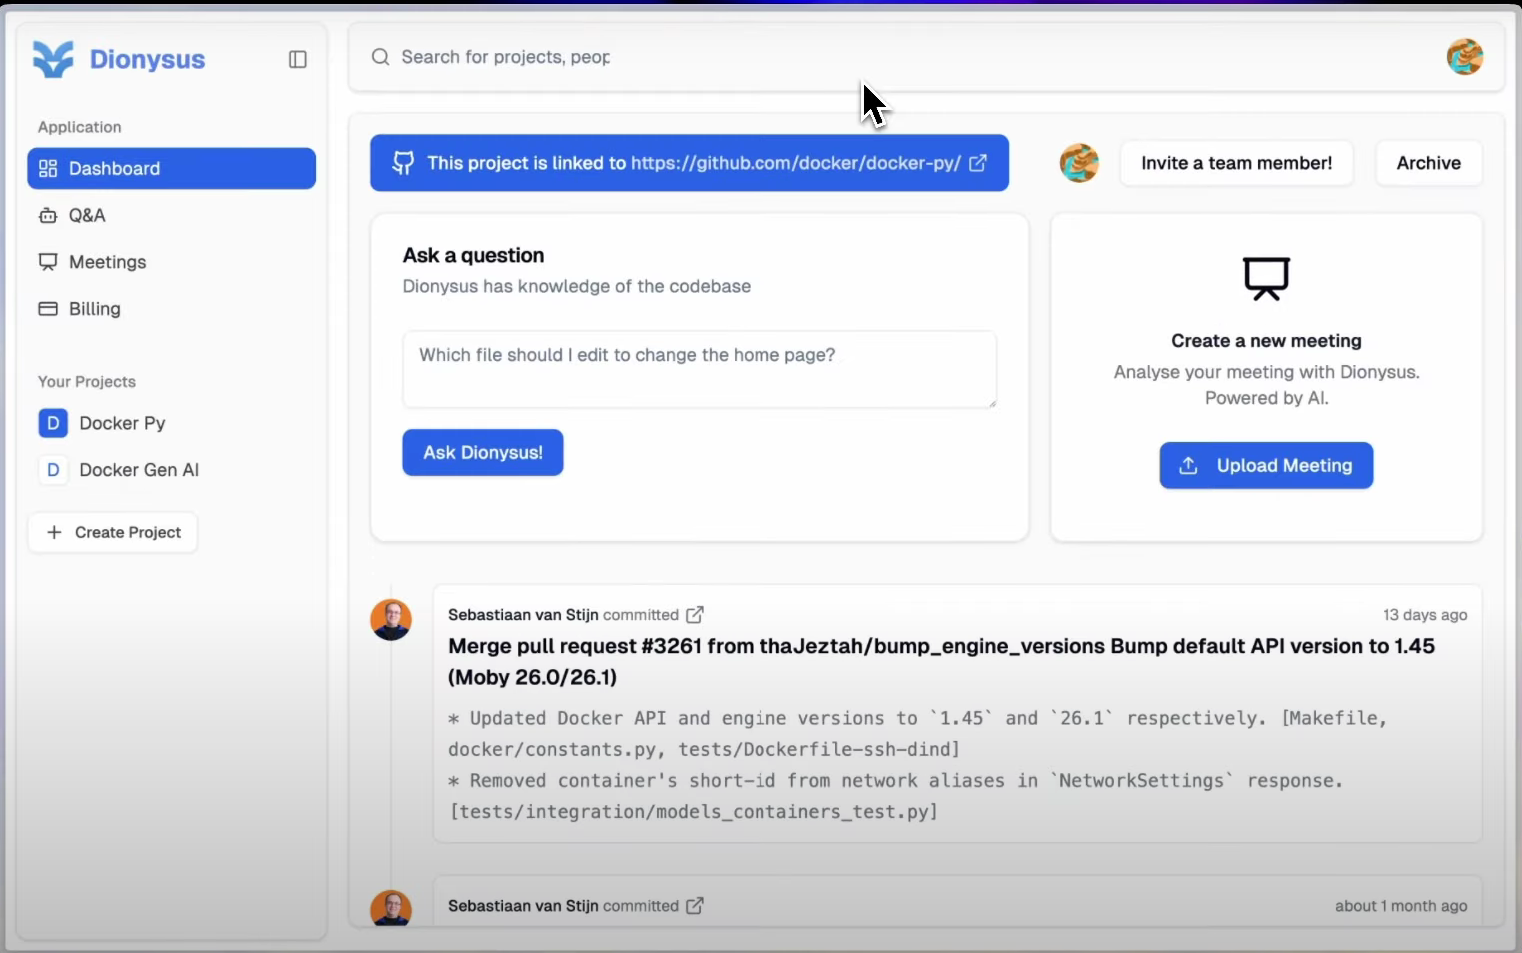 Dionysus
Search for projects, peop
Application
Dashboard
Q&A
Meetings
Billing
Your Projects
D Docker Py
D Docker Gen AI
+ Create Project
This project is linked to https://github.com/docker/docker-py/
Invite a team member!
Archive
Ask a question
Dionysus has knowledge of the codebase
Which file should I edit to change the home page?
Ask Dionysus!
Create a new meeting
Analyse your meeting with Dionysus.
Powered by AI.
Upload Meeting
Sebastiaan van Stijn committed
13 days ago
Merge pull request #3261 from thaJeztah/bump_engine_versions Bump default API version to 1.45
(Moby 26.0/26.1)
* Updated Docker API and engine versions to `1.45` and `26.1` respectively. [Makefile,
docker/constants.py, tests/Dockerfile-ssh-dind]
* Removed container's short-id from network aliases in `NetworkSettings` response.
[tests/integration/models_containers_test.py]
Sebastiaan van Stijn committed
about 1 month ago